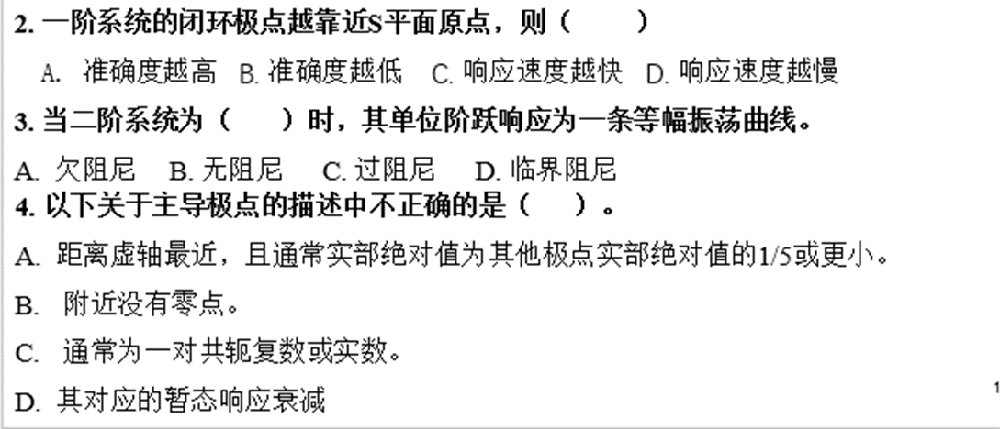 2. 一阶系统的闭环极点越靠近S平面原点，则（ ）
A. 准确度越高 B. 准确度越低 C. 响应速度越快 D. 响应速度越慢
3. 当二阶系统为（ ）时，其单位阶跃响应为一条等幅振荡曲线。
A. 欠阻尼 B. 无阻尼 C. 过阻尼 D. 临界阻尼
4. 以下关于主导极点的描述中不正确的是（ ）。
A. 距离虚轴最近，且通常实部绝对值为其他极点实部绝对值的1/5或更小。
B. 附近没有零点。
C. 通常为一对共轭复数或实数。
D. 其对应的暂态响应衰减
1